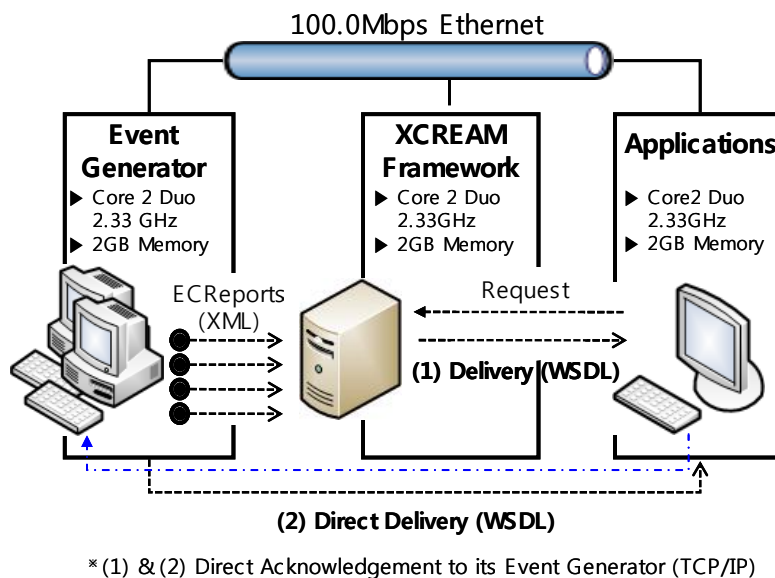 100.0Mbps Ethernet
Event
Generator
▶ Core 2 Duo
2.33 GHz
▶ 2GB Memory
XCREAM
Framework
▶ Core 2 Duo
2.33GHz
▶ 2GB Memory
Applications
▶ Core2 Duo
2.33GHz
▶ 2GB Memory
ECReports
(XML)
Request
(1) Delivery (WSDL)
(2) Direct Delivery (WSDL)
※ (1) & (2) Direct Acknowledgement to its Event Generator (TCP/IP)